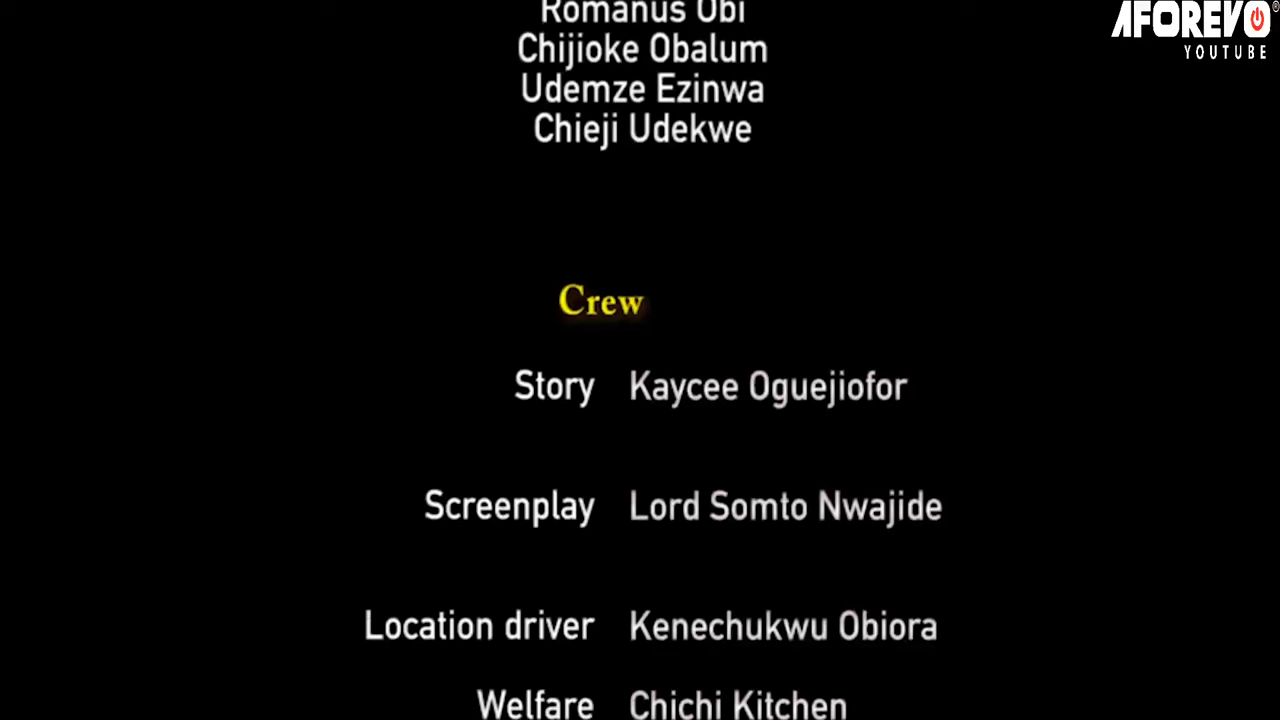 AFOREVO
YOUTUBE
Romanus Obi
Chijioke Obalum
Udemze Ezinwa
Chieji Udekwe
Crew
Story Kaycee Oguejiofor
Screenplay Lord Somto Nwajide
Location driver Kenechukwu Obiora
Welfare Chichi Kitchen